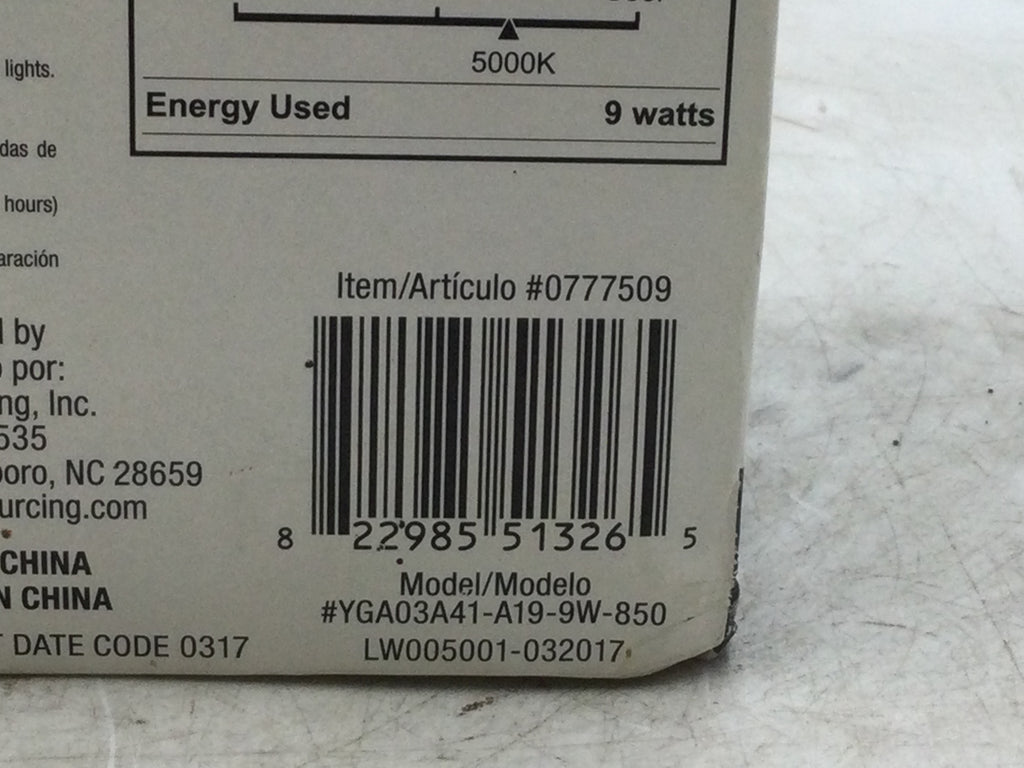 5000K
Energy Used 9 watts
lights.
das de
hours)
aración
Item/Artículo #0777509
by
por:
ng, Inc.
535
boro, NC 28659
urcing.com
CHINA
N CHINA
DATE CODE 0317
8 22985 51326 5
Model/Modelo
#YGA03A41-A19-9W-850
LW005001-032017